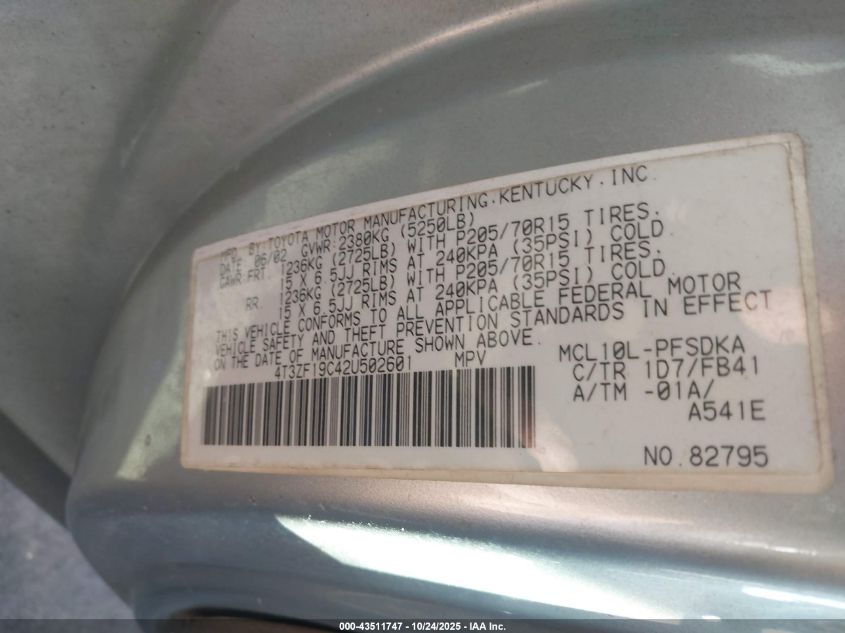 MFD. BY:TOYOTA MOTOR MANUFACTURING.KENTUCKY.INC.
DATE 06/02 GVWR:2380KG (5250LB)
GAWR:FRT. 1236KG (2725LB) WITH P205/70R15 TIRES.
15 X 6.5JJ RIMS AT 240KPA (35PSI) COLD.
RR. 1236KG (2725LB) WITH P205/70R15 TIRES.
15 X 6.5JJ RIMS AT 240KPA (35PSI) COLD.
THIS VEHICLE CONFORMS TO ALL APPLICABLE FEDERAL MOTOR
VEHICLE SAFETY AND THEFT PREVENTION STANDARDS IN EFFECT
ON THE DATE OF MANUFACTURE SHOWN ABOVE.
4T3ZF19C42U502601 MPV
MCL10L-PFSDKA
C/TR 1D7/FB41
A/TM -01A/
A541E
NO.82795
000-43511747 - 10/24/2025 - IAA Inc.